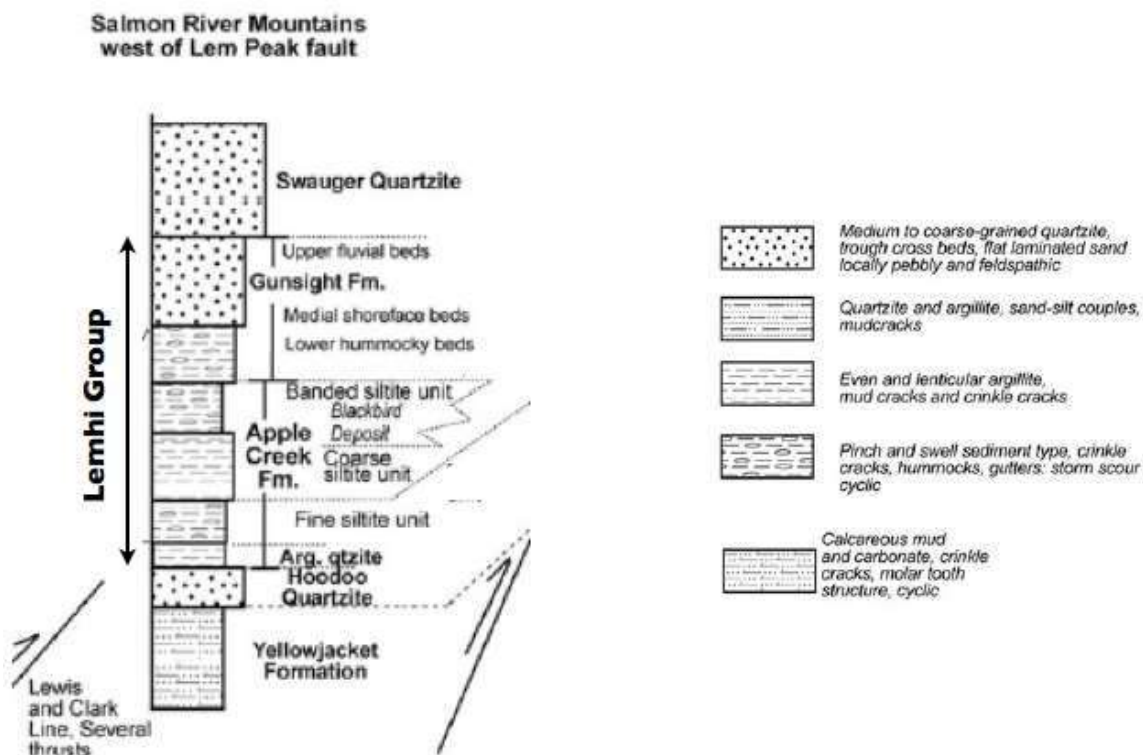 Salmon River Mountains
west of Lem Peak fault
Swauger Quartzite
Lemhi Group
Upper fluvial beds
Gunsight Fm.
Medial shoreface beds
Lower hummocky beds
Banded siltite unit
Blackbird
Deposit
Apple
Creek
Fm.
Coarse
siltite unit
Fine siltite unit
Arg. qtzite
Hoodoo
Quartzite
Yellowjacket
Formation
Lewis
and Clark
Line, Several
thrusts
Medium to coarse-grained quartzite,
trough cross beds, flat laminated sand
locally pebbly and feldspathic
Quartzite and argillite, sand-silt couples,
mudcracks
Even and lenticular argillite,
mud cracks and crinkle cracks
Pinch and swell sediment type, crinkle
cracks, hummocks, gutters: storm scour
cyclic
Calcareous mud
and carbonate, crinkle
cracks, molar tooth
structure, cyclic